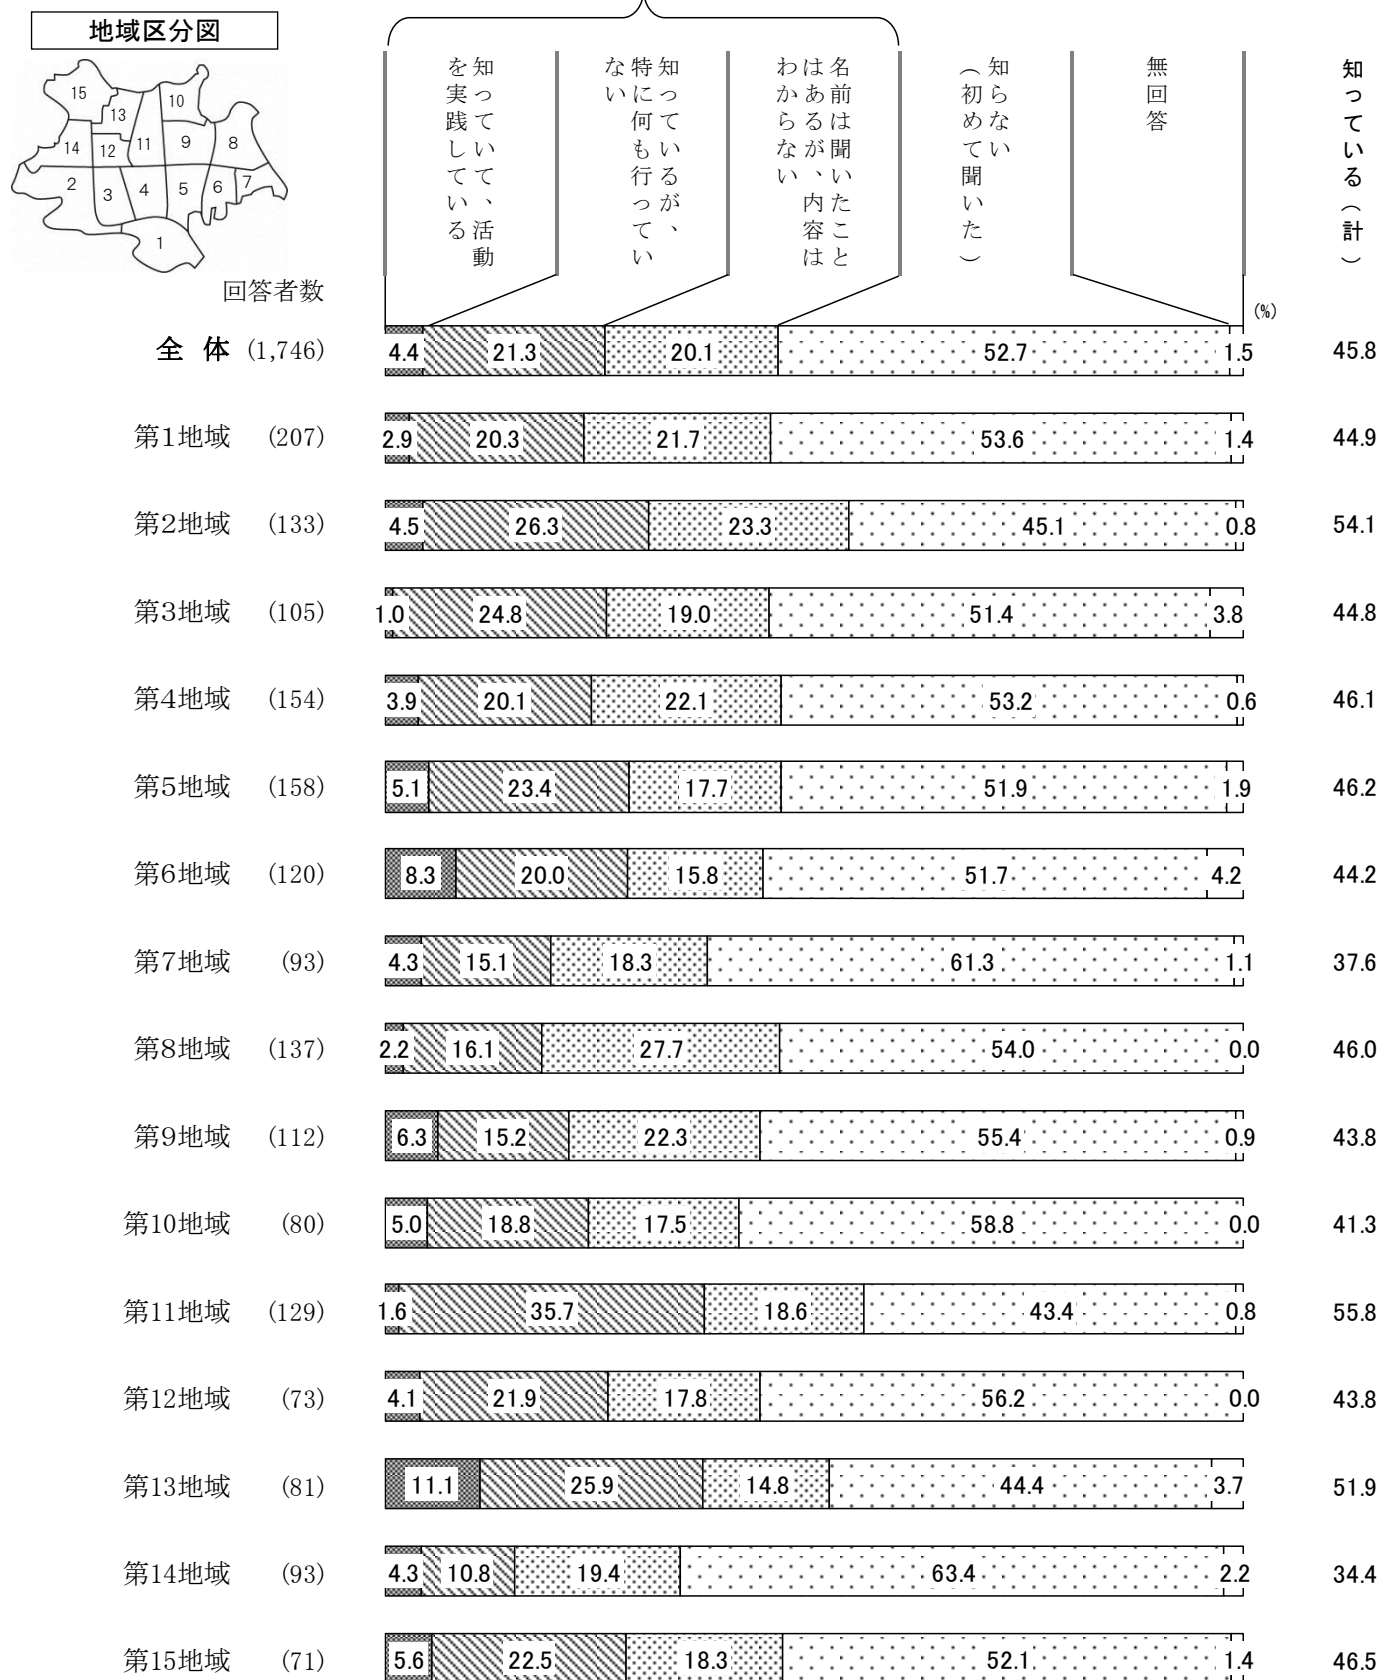 地域区分図
15
13
10
14
12
11
9
8
2
3
4
5
6
7
1
知っていて、活動
を実践している
知っているが、
特に何も行ってい
ない
名前は聞いたこと
はあるが、内容は
わからない
知らない
（初めて聞いた）
無回答
知っている（計）
回答者数
(%)
全 体 (1,746) 4.4 21.3 20.1 52.7 1.5 45.8
第1地域 (207) 2.9 20.3 21.7 53.6 1.4 44.9
第2地域 (133) 4.5 26.3 23.3 45.1 0.8 54.1
第3地域 (105) 1.0 24.8 19.0 51.4 3.8 44.8
第4地域 (154) 3.9 20.1 22.1 53.2 0.6 46.1
第5地域 (158) 5.1 23.4 17.7 51.9 1.9 46.2
第6地域 (120) 8.3 20.0 15.8 51.7 4.2 44.2
第7地域 (93) 4.3 15.1 18.3 61.3 1.1 37.6
第8地域 (137) 2.2 16.1 27.7 54.0 0.0 46.0
第9地域 (112) 6.3 15.2 22.3 55.4 0.9 43.8
第10地域 (80) 5.0 18.8 17.5 58.8 0.0 41.3
第11地域 (129) 1.6 35.7 18.6 43.4 0.8 55.8
第12地域 (73) 4.1 21.9 17.8 56.2 0.0 43.8
第13地域 (81) 11.1 25.9 14.8 44.4 3.7 51.9
第14地域 (93) 4.3 10.8 19.4 63.4 2.2 34.4
第15地域 (71) 5.6 22.5 18.3 52.1 1.4 46.5